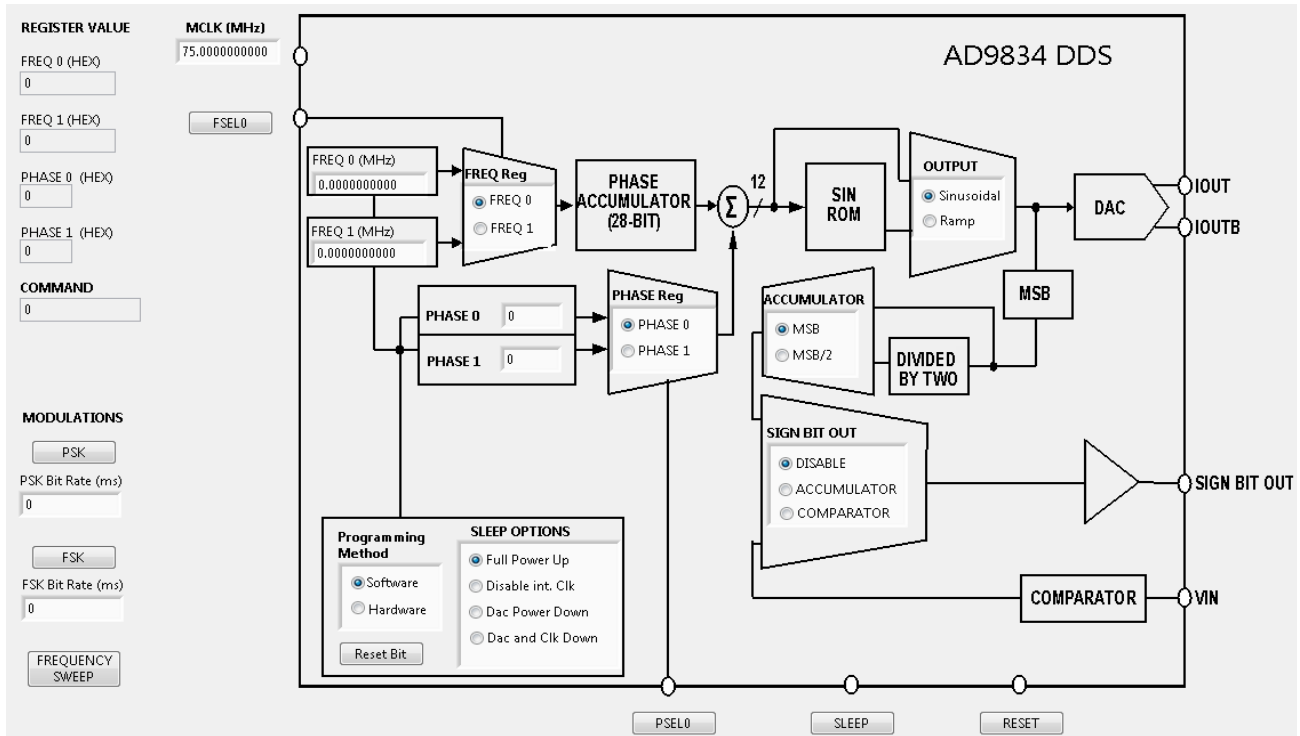 REGISTER VALUE
MCLK (MHz)
75.0000000000
AD9834 DDS
FREQ 0 (HEX)
0
FREQ 1 (HEX)
0
PHASE 0 (HEX)
0
PHASE 1 (HEX)
0
COMMAND
0
FSEL0
FREQ 0 (MHz)
0.0000000000
FREQ 1 (MHz)
0.0000000000
FREQ Reg
FREQ 0
FREQ 1
PHASE
ACCUMULATOR
(28-BIT)
Σ
12
SIN
ROM
OUTPUT
Sinusoidal
Ramp
DAC
IOUT
IOUTB
PHASE 0
0
PHASE 1
0
PHASE Reg
PHASE 0
PHASE 1
ACCUMULATOR
MSB
MSB/2
MSB
DIVIDED
BY TWO
SIGN BIT OUT
DISABLE
ACCUMULATOR
COMPARATOR
SIGN BIT OUT
COMPARATOR
VIN
MODULATIONS
PSK
PSK Bit Rate (ms)
0
FSK
FSK Bit Rate (ms)
0
FREQUENCY
SWEEP
Programming
Method
Software
Hardware
Reset Bit
SLEEP OPTIONS
Full Power Up
Disable int. Clk
Dac Power Down
Dac and Clk Down
PSEL0
SLEEP
RESET